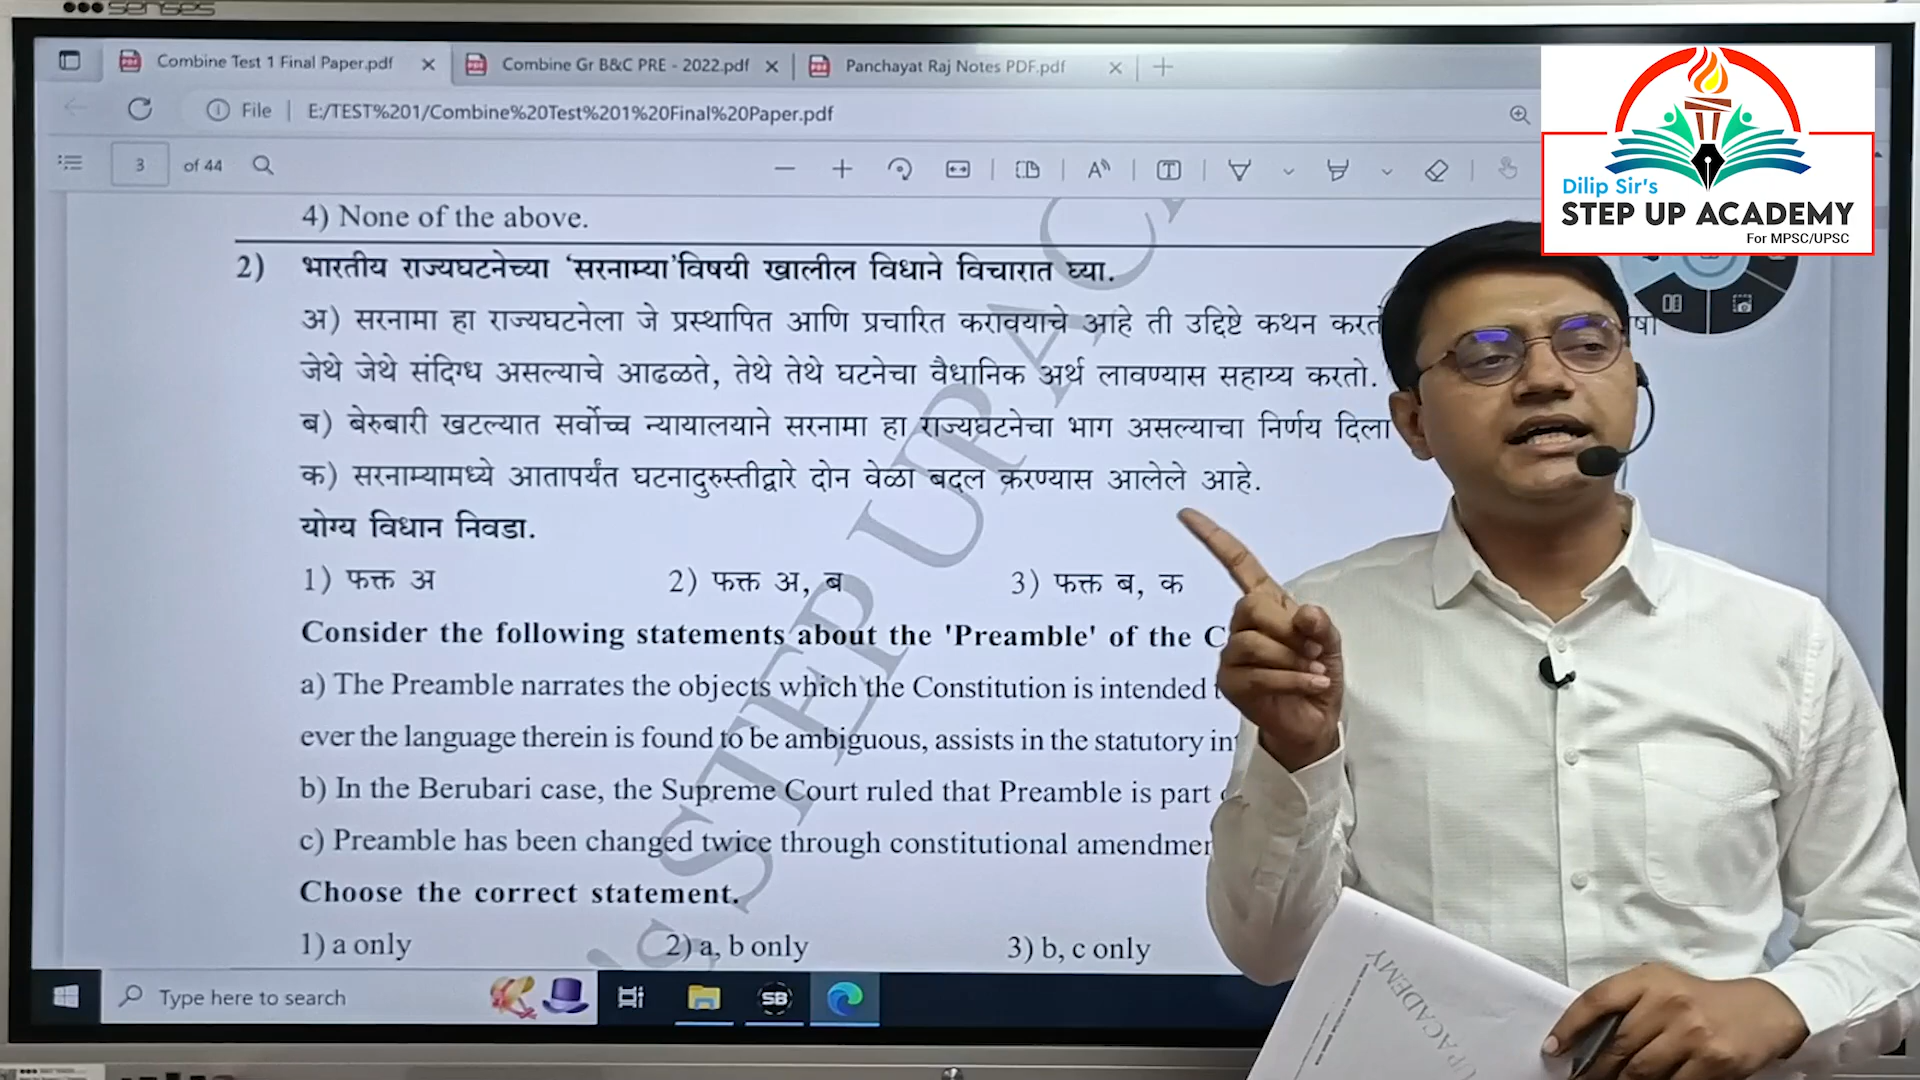 senses
Combine Test 1 Final Paper.pdf
Combine Gr B&C PRE - 2022.pdf
Panchayat Raj Notes PDF.pdf
File
E:/TEST%201/Combine%20Test%201%20Final%20Paper.pdf
3 of 44
Dilip Sir's
STEP UP ACADEMY
For MPSC/UPSC
4) None of the above.
2) भारतीय राज्यघटनेच्या ‘सरनाम्या’विषयी खालील विधाने विचारात घ्या.
अ) सरनामा हा राज्यघटनेला जे प्रस्थापित आणि प्रचारित करावयाचे आहे ती उद्दिष्टे कथन करतो
जेथे जेथे संदिग्ध असल्याचे आढळते, तेथे तेथे घटनेचा वैधानिक अर्थ लावण्यास सहाय्य करतो.
ब) बेरुबारी खटल्यात सर्वोच्च न्यायालयाने सरनामा हा राज्यघटनेचा भाग असल्याचा निर्णय दिला
क) सरनाम्यामध्ये आतापर्यंत घटनादुरुस्तीद्वारे दोन वेळा बदल करण्यास आलेले आहे.
योग्य विधान निवडा.
1) फक्त अ 2) फक्त अ, ब 3) फक्त ब, क
Consider the following statements about the 'Preamble' of the C
a) The Preamble narrates the objects which the Constitution is intended
ever the language therein is found to be ambiguous, assists in the statutory in
b) In the Berubari case, the Supreme Court ruled that Preamble is part
c) Preamble has been changed twice through constitutional amendmen
Choose the correct statement.
1) a only 2) a, b only 3) b, c only
's STEP UP ACA
UP ACADEMY
Type here to search
SB